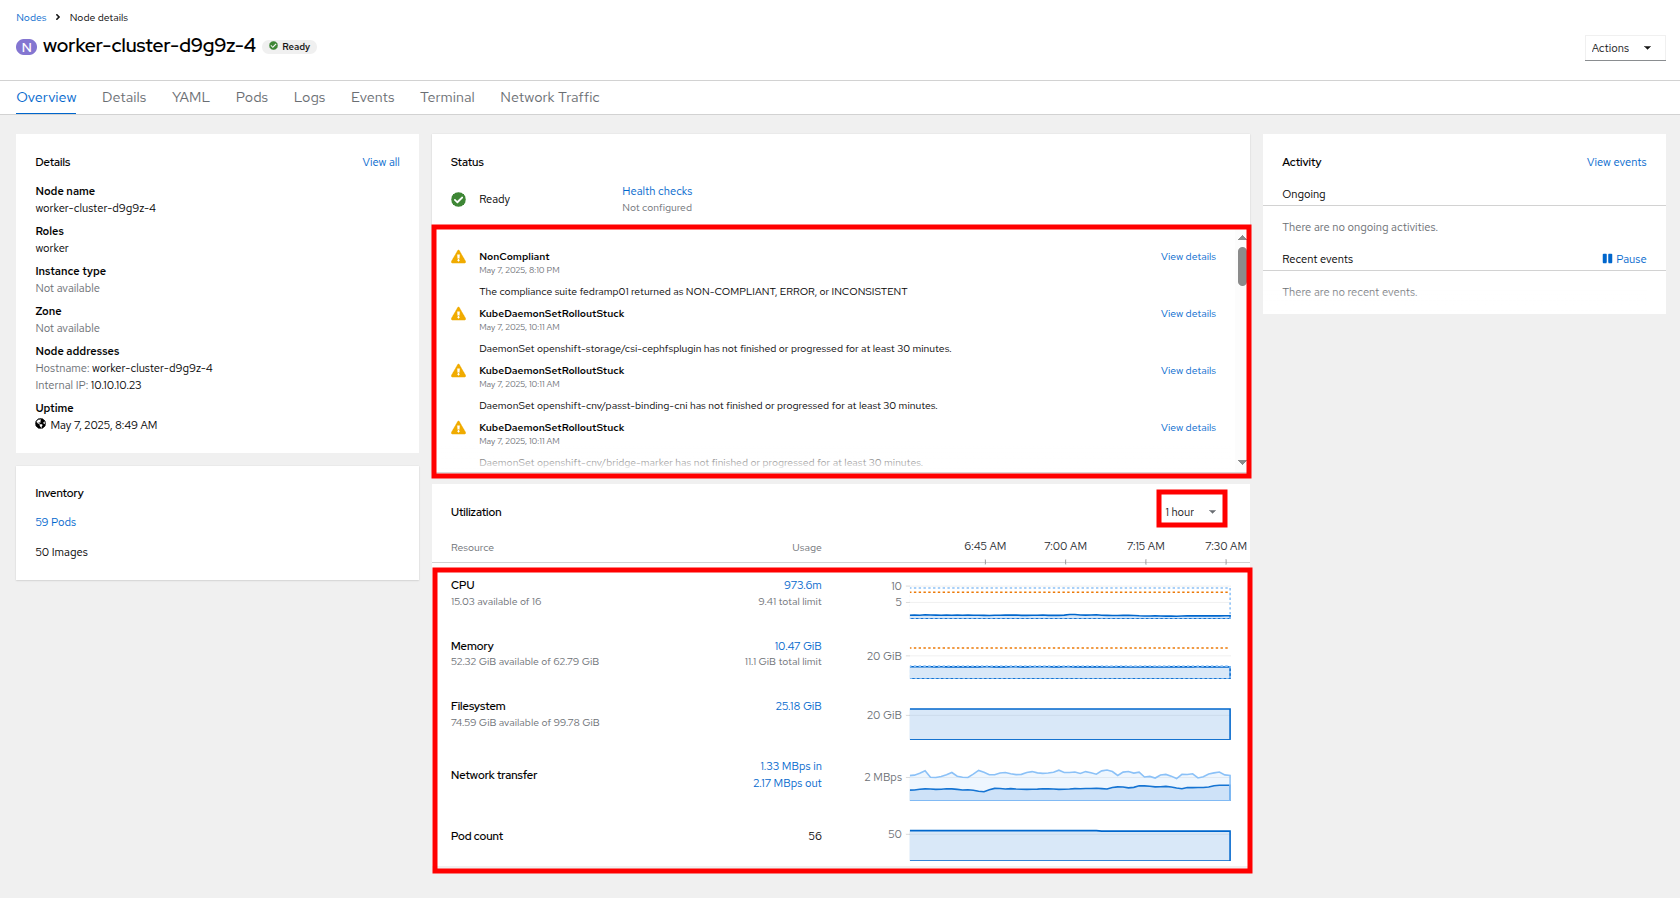 Nodes > Node details
N worker-cluster-d9g9z-4 Ready
Actions
Overview Details YAML Pods Logs Events Terminal Network Traffic
Details View all
Node name
worker-cluster-d9g9z-4
Roles
worker
Instance type
Not available
Zone
Not available
Node addresses
Hostname: worker-cluster-d9g9z-4
Internal IP: 10.10.10.23
Uptime
May 7, 2025, 8:49 AM
Inventory
59 Pods
50 Images
Status
Ready
Health checks
Not configured
NonCompliant View details
May 7, 2025, 8:10 PM
The compliance suite fedramp01 returned as NON-COMPLIANT, ERROR, or INCONSISTENT
KubeDaemonSetRolloutStuck View details
May 7, 2025, 10:11 AM
DaemonSet openshift-storage/csi-cephfsplugin has not finished or progressed for at least 30 minutes.
KubeDaemonSetRolloutStuck View details
May 7, 2025, 10:11 AM
DaemonSet openshift-cnv/passt-binding-cni has not finished or progressed for at least 30 minutes.
KubeDaemonSetRolloutStuck View details
May 7, 2025, 10:11 AM
DaemonSet openshift-cnv/bridge-marker has not finished or progressed for at least 30 minutes.
Utilization 1 hour
Resource Usage 6:45 AM 7:00 AM 7:15 AM 7:30 AM
CPU 973.6m 10
15.03 available of 16 9.41 total limit 5
Memory 10.47 GiB
52.32 GiB available of 62.79 GiB 11.1 GiB total limit 20 GiB
Filesystem 25.18 GiB
74.59 GiB available of 99.78 GiB 20 GiB
Network transfer 1.33 MBps in
2.17 MBps out 2 MBps
Pod count 56 50
Activity View events
Ongoing
There are no ongoing activities.
Recent events Pause
There are no recent events.